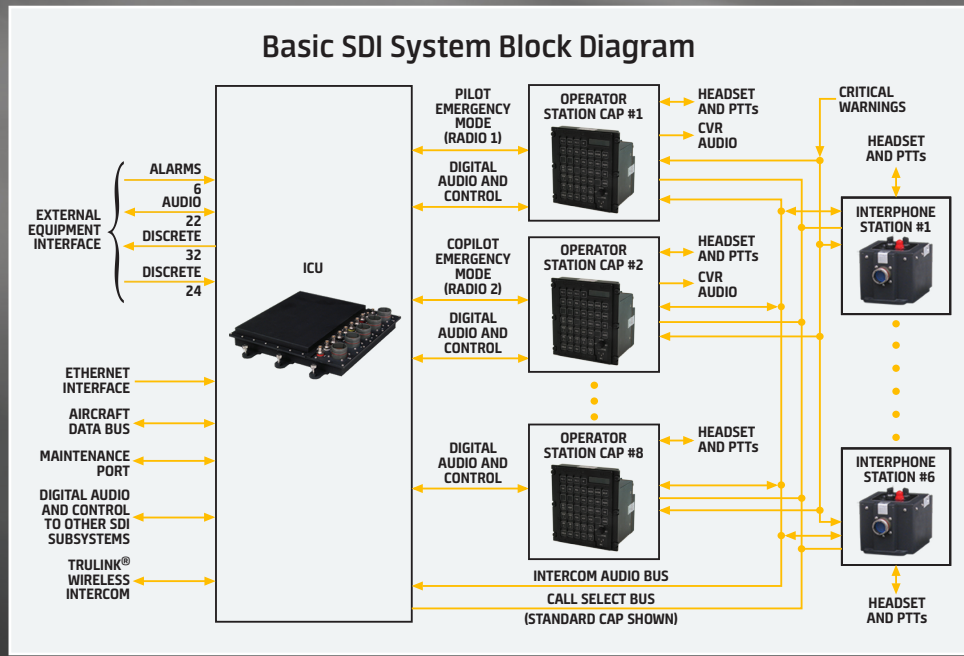 Basic SDI System Block Diagram
EXTERNAL
EQUIPMENT
INTERFACE
ALARMS
6
AUDIO
22
DISCRETE
32
DISCRETE
24
ETHERNET
INTERFACE
AIRCRAFT
DATA BUS
MAINTENANCE
PORT
DIGITAL AUDIO
AND CONTROL
TO OTHER SDI
SUBSYSTEMS
TRULINK®
WIRELESS
INTERCOM
ICU
PILOT
EMERGENCY
MODE
(RADIO 1)
DIGITAL
AUDIO AND
CONTROL
COPILOT
EMERGENCY
MODE
(RADIO 2)
DIGITAL
AUDIO AND
CONTROL
DIGITAL
AUDIO AND
CONTROL
OPERATOR
STATION CAP #1
HEADSET
AND PTTs
CVR
AUDIO
OPERATOR
STATION CAP #2
HEADSET
AND PTTs
CVR
AUDIO
OPERATOR
STATION CAP #8
HEADSET
AND PTTs
INTERCOM AUDIO BUS
CALL SELECT BUS
(STANDARD CAP SHOWN)
CRITICAL
WARNINGS
HEADSET
AND PTTs
INTERPHONE
STATION #1
INTERPHONE
STATION #6
HEADSET
AND PTTs